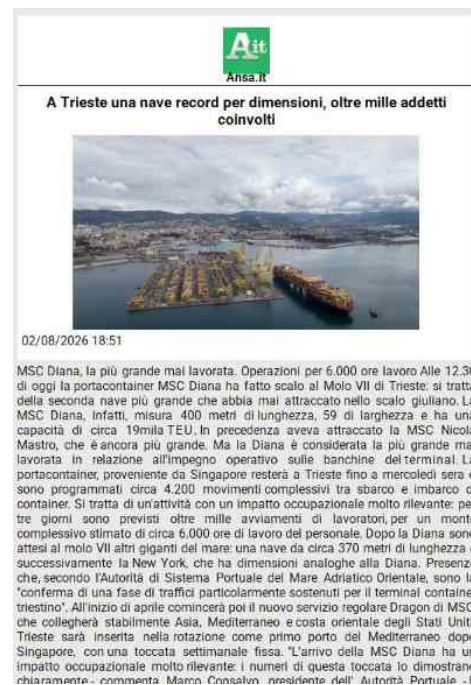 Ait
Ansa.it
A Trieste una nave record per dimensioni, oltre mille addetti
coinvolti
02/08/2026 18:51
MSC Diana, la più grande mai lavorata. Operazioni per 6.000 ore lavoro Alle 12.30
di oggi la portacontainer MSC Diana ha fatto scalo al Molo VII di Trieste: si tratta
della seconda nave più grande che abbia mai attraccato nello scalo giuliano. La
MSC Diana, infatti, misura 400 metri di lunghezza, 59 di larghezza e ha una
capacità di circa 19mila TEU. In precedenza aveva attraccato la MSC Nicola
Mastro, che è ancora più grande. Ma la Diana è considerata la più grande mai
lavorata in relazione all'impegno operativo sulle banchine del terminal. La
portacontainer, proveniente da Singapore resterà a Trieste fino a mercoledì sera e
sono programmati circa 4.200 movimenti complessivi tra sbarco e imbarco di
container. Si tratta di un'attività con un impatto occupazionale molto rilevante: per
tre giorni sono previsti oltre mille avviamenti di lavoratori, per un monte
complessivo stimato di circa 6.000 ore di lavoro del personale. Dopo la Diana sono
attesi al molo VII altri giganti del mare: una nave da circa 370 metri di lunghezza e
successivamente la New York, che ha dimensioni analoghe alla Diana. Presenze
che, secondo l'Autorità di Sistema Portuale del Mare Adriatico Orientale, sono la
"conferma di una fase di traffici particolarmente sostenuti per il terminal container
triestino". All'inizio di aprile comincerà poi il nuovo servizio regolare Dragon di MSC
che collegherà stabilmente Asia, Mediterraneo e costa orientale degli Stati Uniti.
Trieste sarà inserita nella rotazione come primo porto del Mediterraneo dopo
Singapore, con una toccata settimanale fissa. "L'arrivo della MSC Diana ha un
impatto occupazionale molto rilevante: i numeri di questa toccata lo dimostrano
chiaramente - commenta Marco Consalvo, presidente dell' Autorità Portuale -